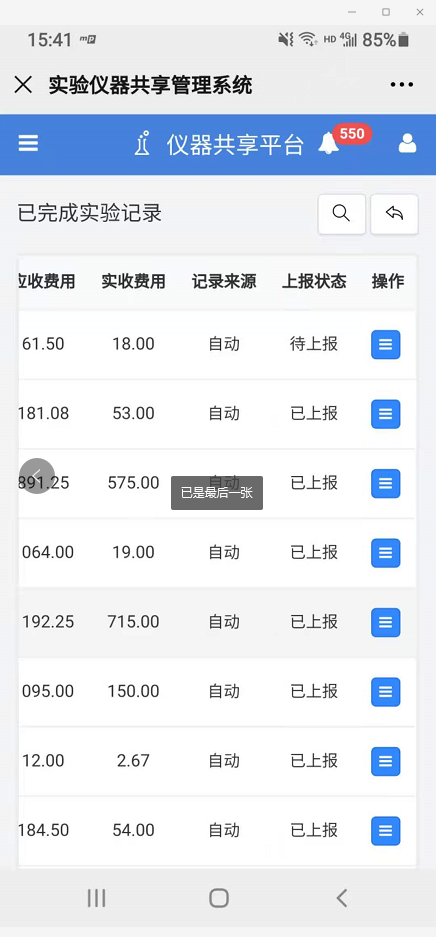 15:41
HD 4G 85%
实验仪器共享管理系统
仪器共享平台 550
已完成实验记录
应收费用 实收费用 记录来源 上报状态 操作
61.50 18.00 自动 待上报
181.08 53.00 自动 已上报
891.25 575.00 自动 已上报
已是最后一张
064.00 19.00 自动 已上报
192.25 715.00 自动 已上报
095.00 150.00 自动 已上报
12.00 2.67 自动 已上报
184.50 54.00 自动 已上报